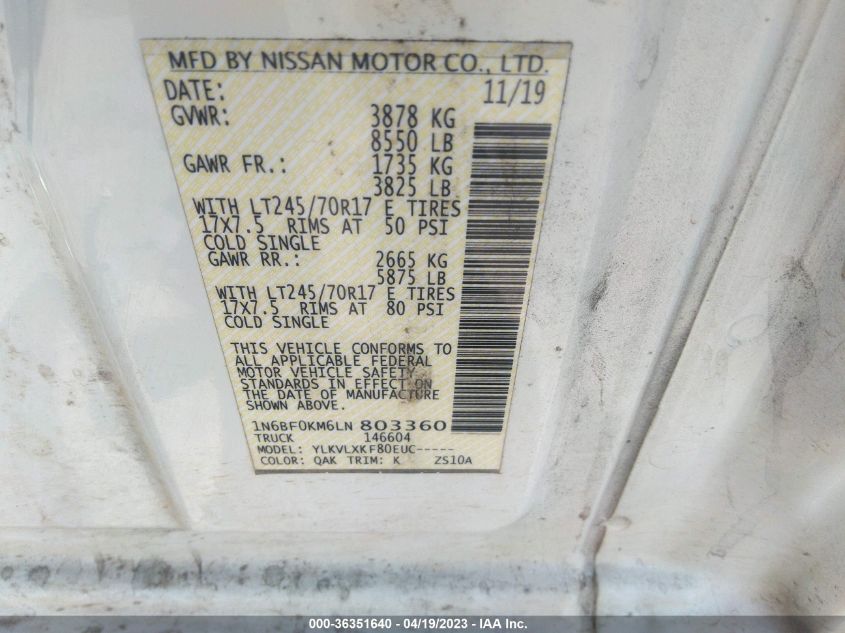 MFD BY NISSAN MOTOR CO., LTD.
DATE: 11/19
GVWR: 3878 KG
8550 LB
GAWR FR.: 1735 KG
3825 LB
WITH LT245/70R17 E TIRES
17X7.5 RIMS AT 50 PSI
COLD SINGLE
GAWR RR.: 2665 KG
5875 LB
WITH LT245/70R17 E TIRES
17X7.5 RIMS AT 80 PSI
COLD SINGLE
THIS VEHICLE CONFORMS TO
ALL APPLICABLE FEDERAL
MOTOR VEHICLE SAFETY
STANDARDS IN EFFECT ON
THE DATE OF MANUFACTURE
SHOWN ABOVE.
1N6BF0KM6LN 803360
TRUCK 146604
MODEL: YLKVLXKF80EUC-----
COLOR: QAK TRIM: K ZS10A
000-36351640 - 04/19/2023 - IAA Inc.